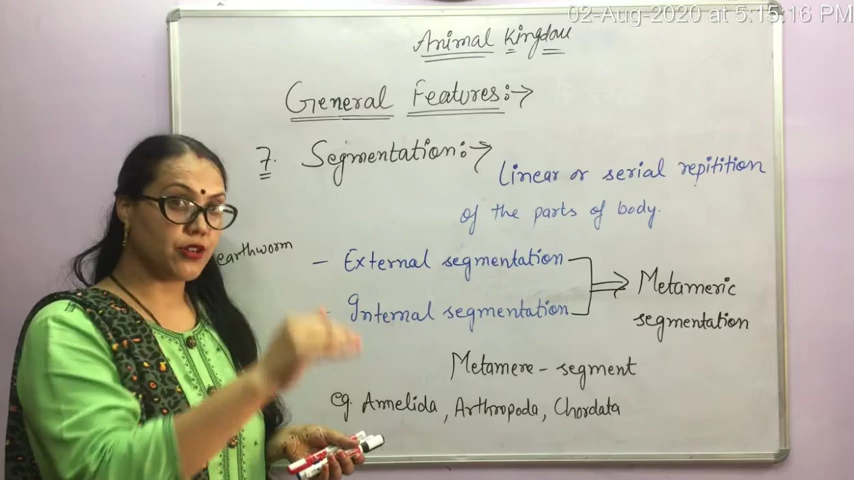 02-Aug-2020 at 5:15:16 PM
Animal Kingdom
General Features:→
7. Segmentation:→
Linear or serial repitition
of the parts of body.
earthworm
- External segmentation
- Internal segmentation
⇒ Metameric
segmentation
Metamere - segment
eg. Annelida, Arthropoda, Chordata